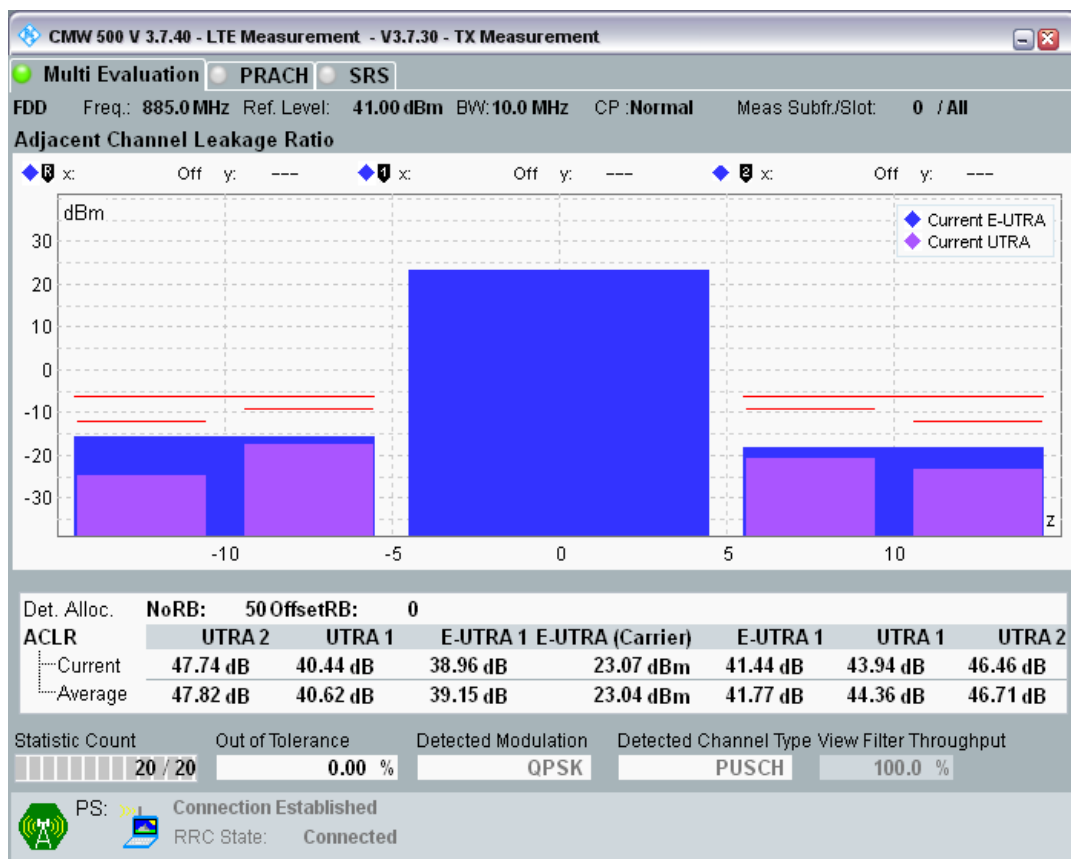 CMW 500 V 3.7.40 - LTE Measurement - V3.7.30 - TX Measurement
Multi Evaluation PRACH SRS
FDD Freq.: 885.0 MHz Ref. Level: 41.00 dBm BW: 10.0 MHz CP :Normal Meas Subfr./Slot: 0 / All
Adjacent Channel Leakage Ratio
R x: Off y: --- 1 x: Off y: --- 2 x: Off y: ---
dBm
Current E-UTRA
Current UTRA
30
20
10
0
-10
-20
-30
z
-10 -5 0 5 10
Det. Alloc. NoRB: 50 OffsetRB: 0
ACLR UTRA 2 UTRA 1 E-UTRA 1 E-UTRA (Carrier) E-UTRA 1 UTRA 1 UTRA 2
Current 47.74 dB 40.44 dB 38.96 dB 23.07 dBm 41.44 dB 43.94 dB 46.46 dB
Average 47.82 dB 40.62 dB 39.15 dB 23.04 dBm 41.77 dB 44.36 dB 46.71 dB
Statistic Count Out of Tolerance Detected Modulation Detected Channel Type View Filter Throughput
20 / 20 0.00 % QPSK PUSCH 100.0 %
PS: Connection Established
RRC State: Connected